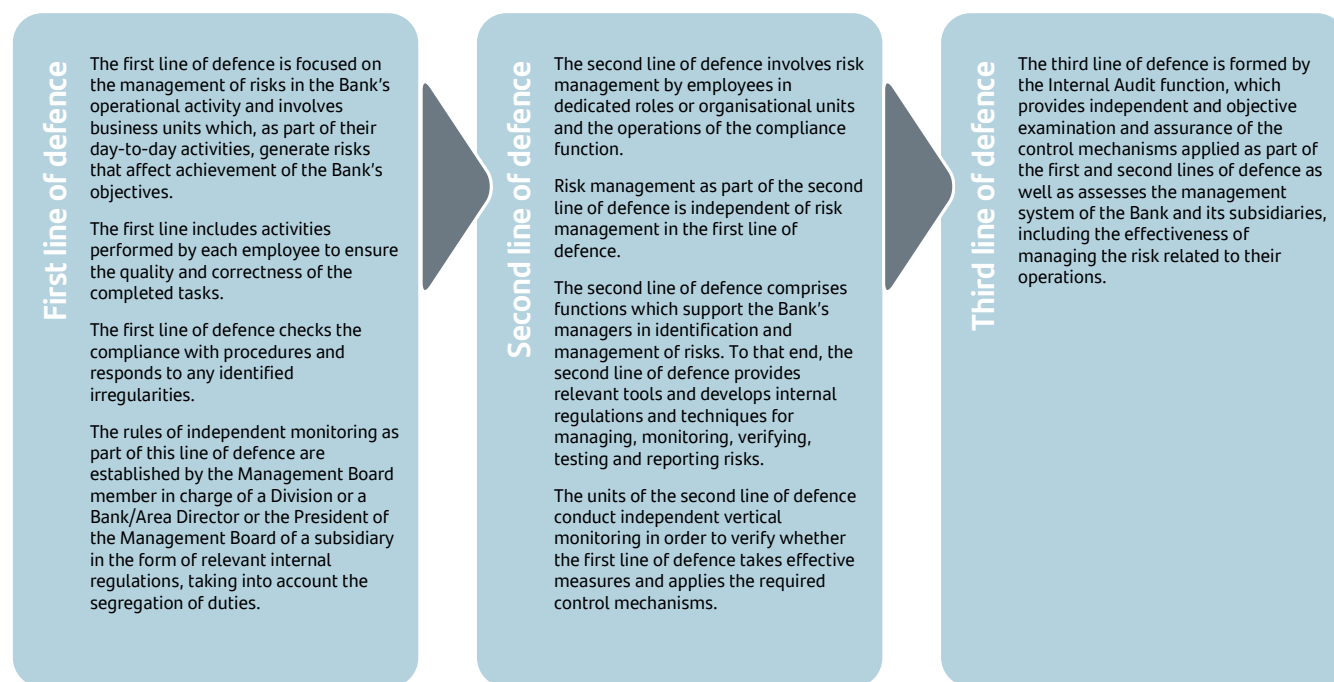 First line of defence
The first line of defence is focused on
the management of risks in the Bank’s
operational activity and involves
business units which, as part of their
day-to-day activities, generate risks
that affect achievement of the Bank’s
objectives.
The first line includes activities
performed by each employee to ensure
the quality and correctness of the
completed tasks.
The first line of defence checks the
compliance with procedures and
responds to any identified
irregularities.
The rules of independent monitoring as
part of this line of defence are
established by the Management Board
member in charge of a Division or a
Bank/Area Director or the President of
the Management Board of a subsidiary
in the form of relevant internal
regulations, taking into account the
segregation of duties.
Second line of defence
The second line of defence involves risk
management by employees in
dedicated roles or organisational units
and the operations of the compliance
function.
Risk management as part of the second
line of defence is independent of risk
management in the first line of
defence.
The second line of defence comprises
functions which support the Bank’s
managers in identification and
management of risks. To that end, the
second line of defence provides
relevant tools and develops internal
regulations and techniques for
managing, monitoring, verifying,
testing and reporting risks.
The units of the second line of defence
conduct independent vertical
monitoring in order to verify whether
the first line of defence takes effective
measures and applies the required
control mechanisms.
Third line of defence
The third line of defence is formed by
the Internal Audit function, which
provides independent and objective
examination and assurance of the
control mechanisms applied as part of
the first and second lines of defence as
well as assesses the management
system of the Bank and its subsidiaries,
including the effectiveness of
managing the risk related to their
operations.